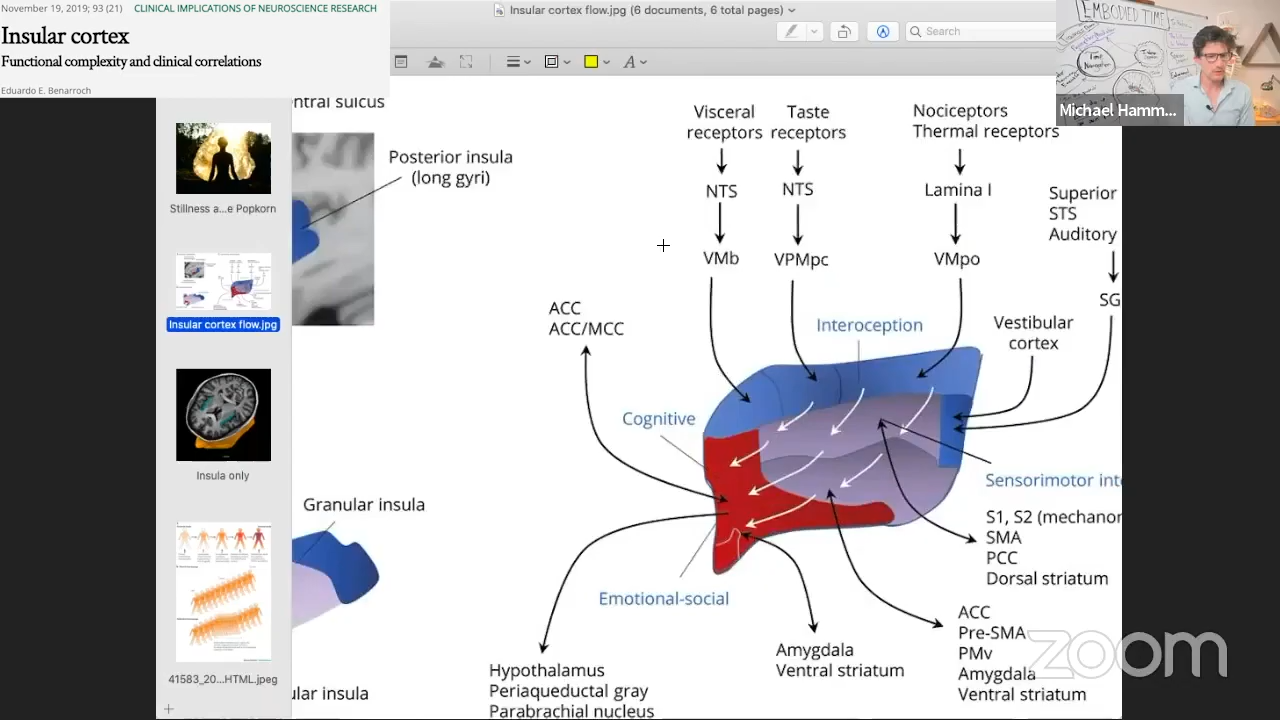 November 19, 2019; 93 (21) CLINICAL IMPLICATIONS OF NEUROSCIENCE RESEARCH
Insular cortex
Functional complexity and clinical correlations
Eduardo E. Benarroch
Insular cortex flow.jpg (6 documents, 6 total pages)
Search
A
EMBODIED TIME
Michael Hamm...
Stillness a...e Popkorn
Insular cortex flow.jpg
Insula only
41583_20...HTML.jpeg
ntral sulcus
Posterior insula
(long gyri)
Granular insula
ular insula
Visceral
receptors
Taste
receptors
Nociceptors
Thermal receptors
NTS
NTS
Lamina I
Superior
STS
Auditory
VMb
VPMpc
VMpo
SG
ACC
ACC/MCC
Interoception
Vestibular
cortex
Cognitive
Sensorimotor inte
S1, S2 (mechanor
SMA
PCC
Dorsal striatum
Emotional-social
ACC
Pre-SMA
PMv
Amygdala
Ventral striatum
Amygdala
Ventral striatum
Hypothalamus
Periaqueductal gray
Parabrachial nucleus
zoom